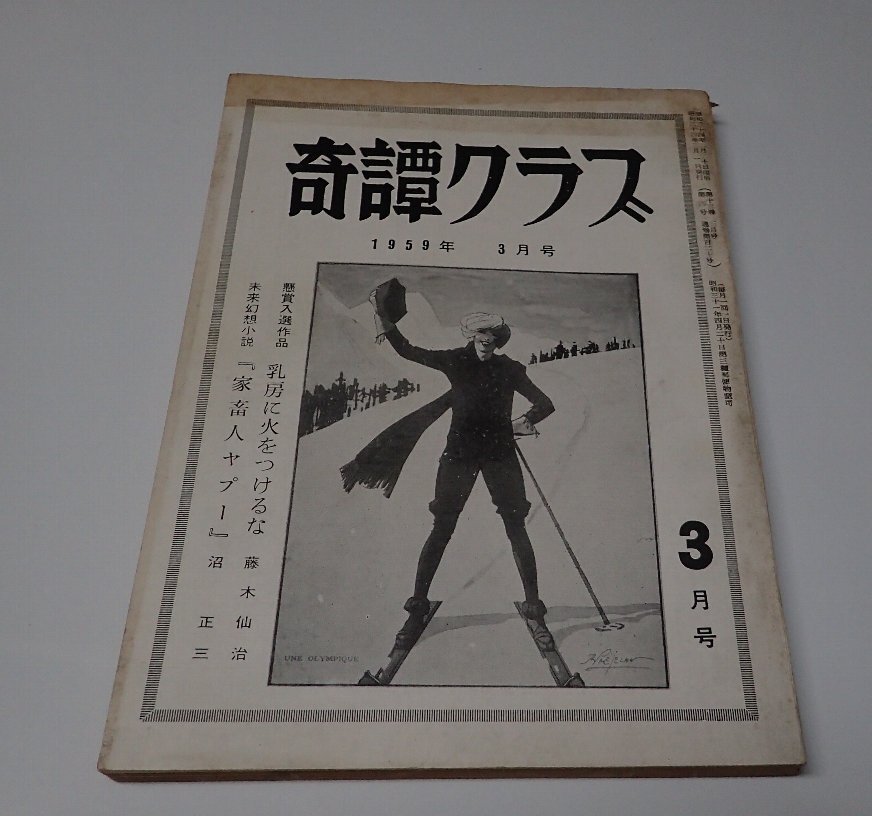 奇譚クラブ
1959年 3月号
懸賞入選作品
乳房に火をつけるな 藤木仙治
未来幻想小説
『家畜人ヤプー』 沼正三
UNE OLYMPIQUE
3月号